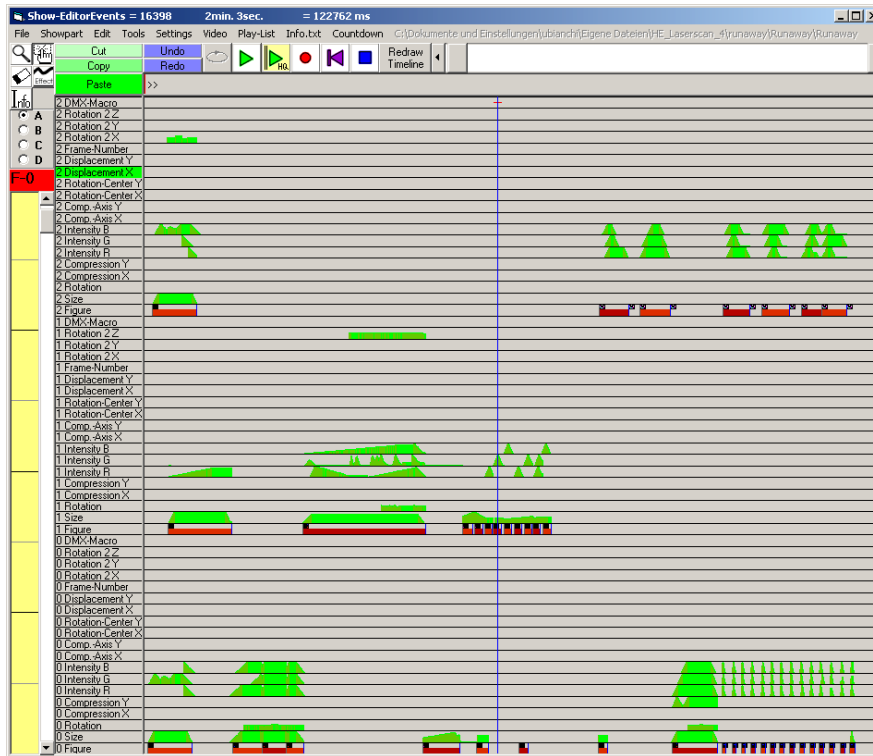 Show-EditorEvents = 16398 2min. 3sec. = 122762 ms
File Show­part Edit Tools Settings Video Play-List Info.txt Countdown C:\Dokumente und Einstellungen\ubianchi\Eigene Dateien\HE_Laserscan_4\runaway\Runaway\Runaway
Cut Undo Redraw
Copy Redo HQ Timeline
Effect
Paste >>
Info
A
B
C
D
F-0
2 DMX-Macro
2 Rotation 2 Z
2 Rotation 2 Y
2 Rotation 2 X
2 Frame-Number
2 Displacement Y
2 Displacement X
2 Rotation-Center Y
2 Rotation-Center X
2 Comp.-Axis Y
2 Comp.-Axis X
2 Intensity B
2 Intensity G
2 Intensity R
2 Compression Y
2 Compression X
2 Rotation
2 Size
2 Figure
1 DMX-Macro
1 Rotation 2 Z
1 Rotation 2 Y
1 Rotation 2 X
1 Frame-Number
1 Displacement Y
1 Displacement X
1 Rotation-Center Y
1 Rotation-Center X
1 Comp.-Axis Y
1 Comp.-Axis X
1 Intensity B
1 Intensity G
1 Intensity R
1 Compression Y
1 Compression X
1 Rotation
1 Size
1 Figure
0 DMX-Macro
0 Rotation 2 Z
0 Rotation 2 Y
0 Rotation 2 X
0 Frame-Number
0 Displacement Y
0 Displacement X
0 Rotation-Center Y
0 Rotation-Center X
0 Comp.-Axis Y
0 Comp.-Axis X
0 Intensity B
0 Intensity G
0 Intensity R
0 Compression Y
0 Compression X
0 Rotation
0 Size
0 Figure